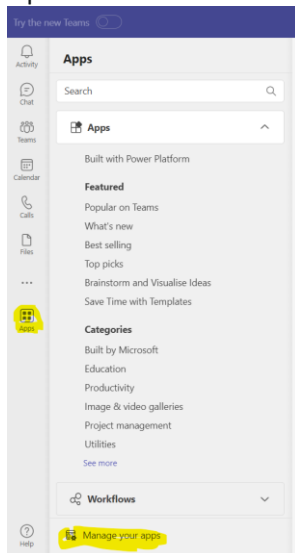 Try the new Teams
Activity
Chat
Teams
Calendar
Calls
Files
Apps
Help
Apps
Search
Apps
Built with Power Platform
Featured
Popular on Teams
What's new
Best selling
Top picks
Brainstorm and Visualise Ideas
Save Time with Templates
Categories
Built by Microsoft
Education
Productivity
Image & video galleries
Project management
Utilities
See more
Workflows
Manage your apps